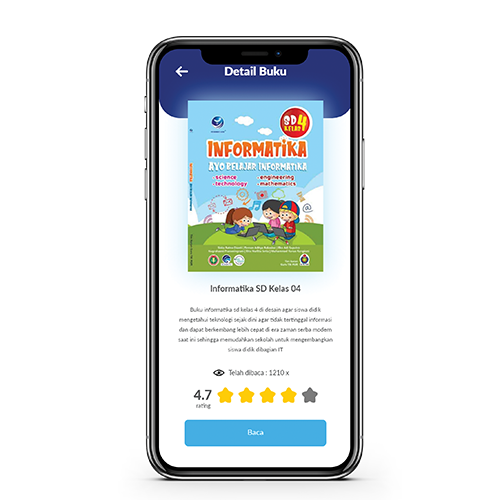 Detail Buku
SD 4
KELAS
INFORMATIKA
AYO BELAJAR INFORMATIKA
science engineering
technology mathematics
Informatika SD Kelas 04
Buku informatika sd kelas 4 di desain agar siswa didik
mengetahui teknologi sejak dini agar tidak tertinggal informasi
dan dapat berkembang lebih cepat di era zaman serba modern
saat ini sehingga memudahkan sekolah untuk mengembangkan
siswa didik dibagian IT
Telah dibaca : 1210 x
4.7
rating
Baca